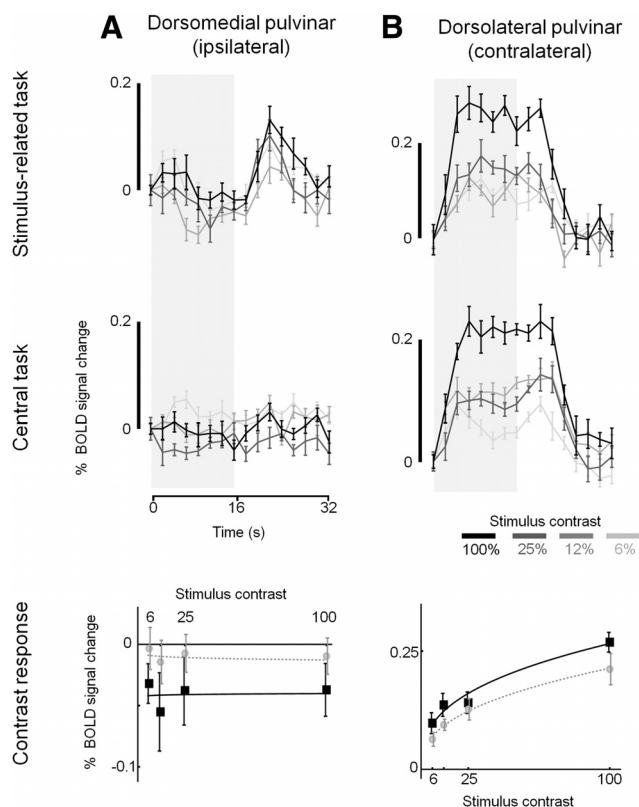 A
Dorsomedial pulvinar
(ipsilateral)
B
Dorsolateral pulvinar
(contralateral)
Stimulus-related task
0.2
0
0.2
0
Central task
% BOLD signal change
0.2
0
0.2
0
0 16 32
Time (s)
Stimulus contrast
100% 25% 12% 6%
Contrast response
% BOLD signal change
Stimulus contrast
6 25 100
0
-0.1
0.25
0
6 25 100
Stimulus contrast